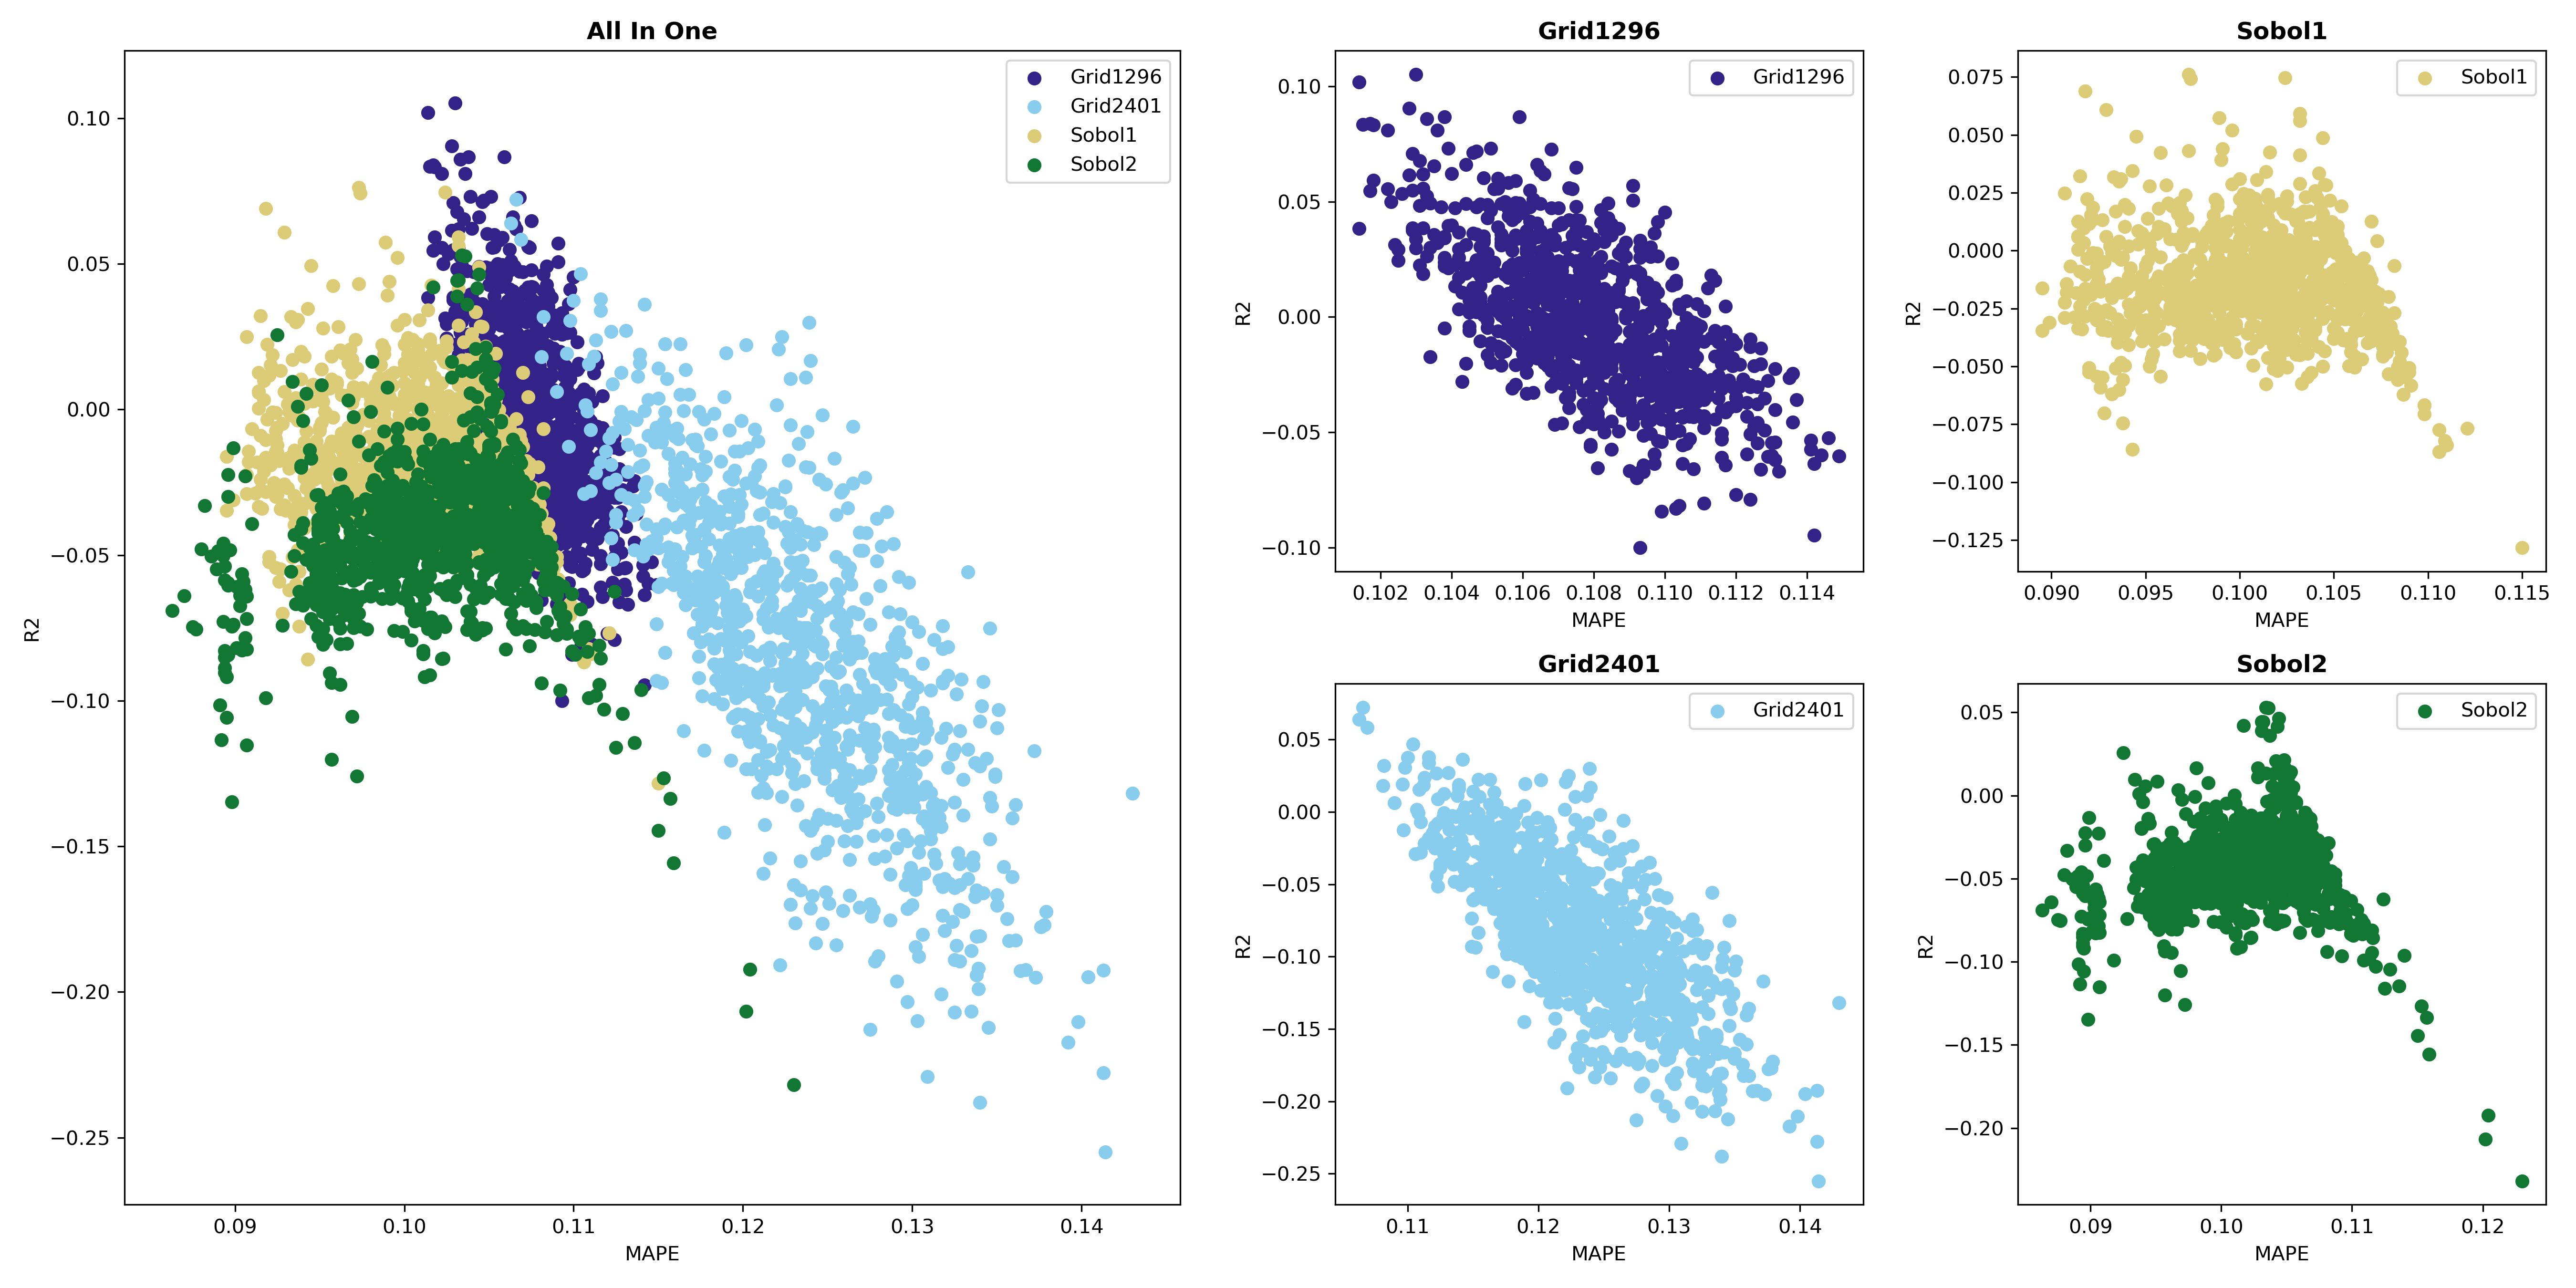 All In One
Grid1296
Grid2401
Sobol1
Sobol2
0.10
0.05
0.00
−0.05
−0.10
−0.15
−0.20
−0.25
R2
0.09 0.10 0.11 0.12 0.13 0.14
MAPE
Grid1296
Grid1296
0.10
0.05
0.00
−0.05
−0.10
R2
0.102 0.104 0.106 0.108 0.110 0.112 0.114
MAPE
Sobol1
Sobol1
0.075
0.050
0.025
0.000
−0.025
−0.050
−0.075
−0.100
−0.125
R2
0.090 0.095 0.100 0.105 0.110 0.115
MAPE
Grid2401
Grid2401
0.05
0.00
−0.05
−0.10
−0.15
−0.20
−0.25
R2
0.11 0.12 0.13 0.14
MAPE
Sobol2
Sobol2
0.05
0.00
−0.05
−0.10
−0.15
−0.20
R2
0.09 0.10 0.11 0.12
MAPE